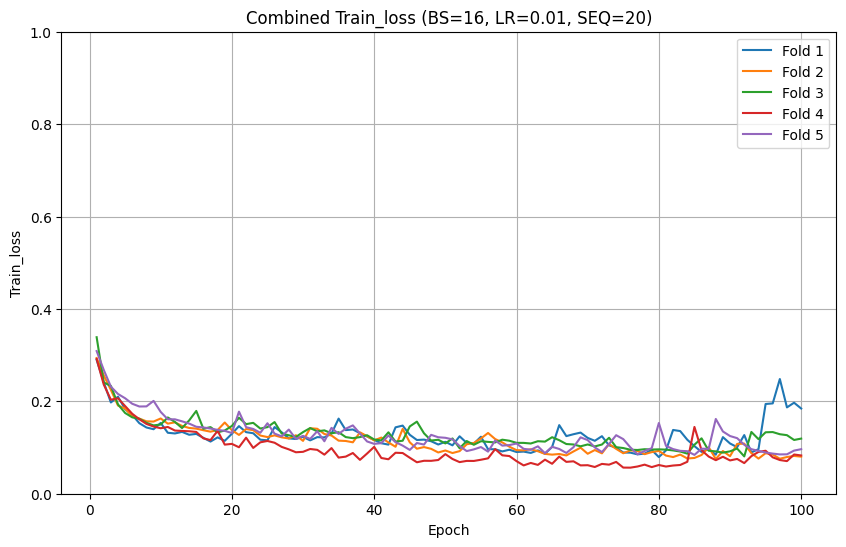 Combined Train_loss (BS=16, LR=0.01, SEQ=20)
Train_loss
1.0
0.8
0.6
0.4
0.2
0.0
Fold 1
Fold 2
Fold 3
Fold 4
Fold 5
0
20
40
60
80
100
Epoch